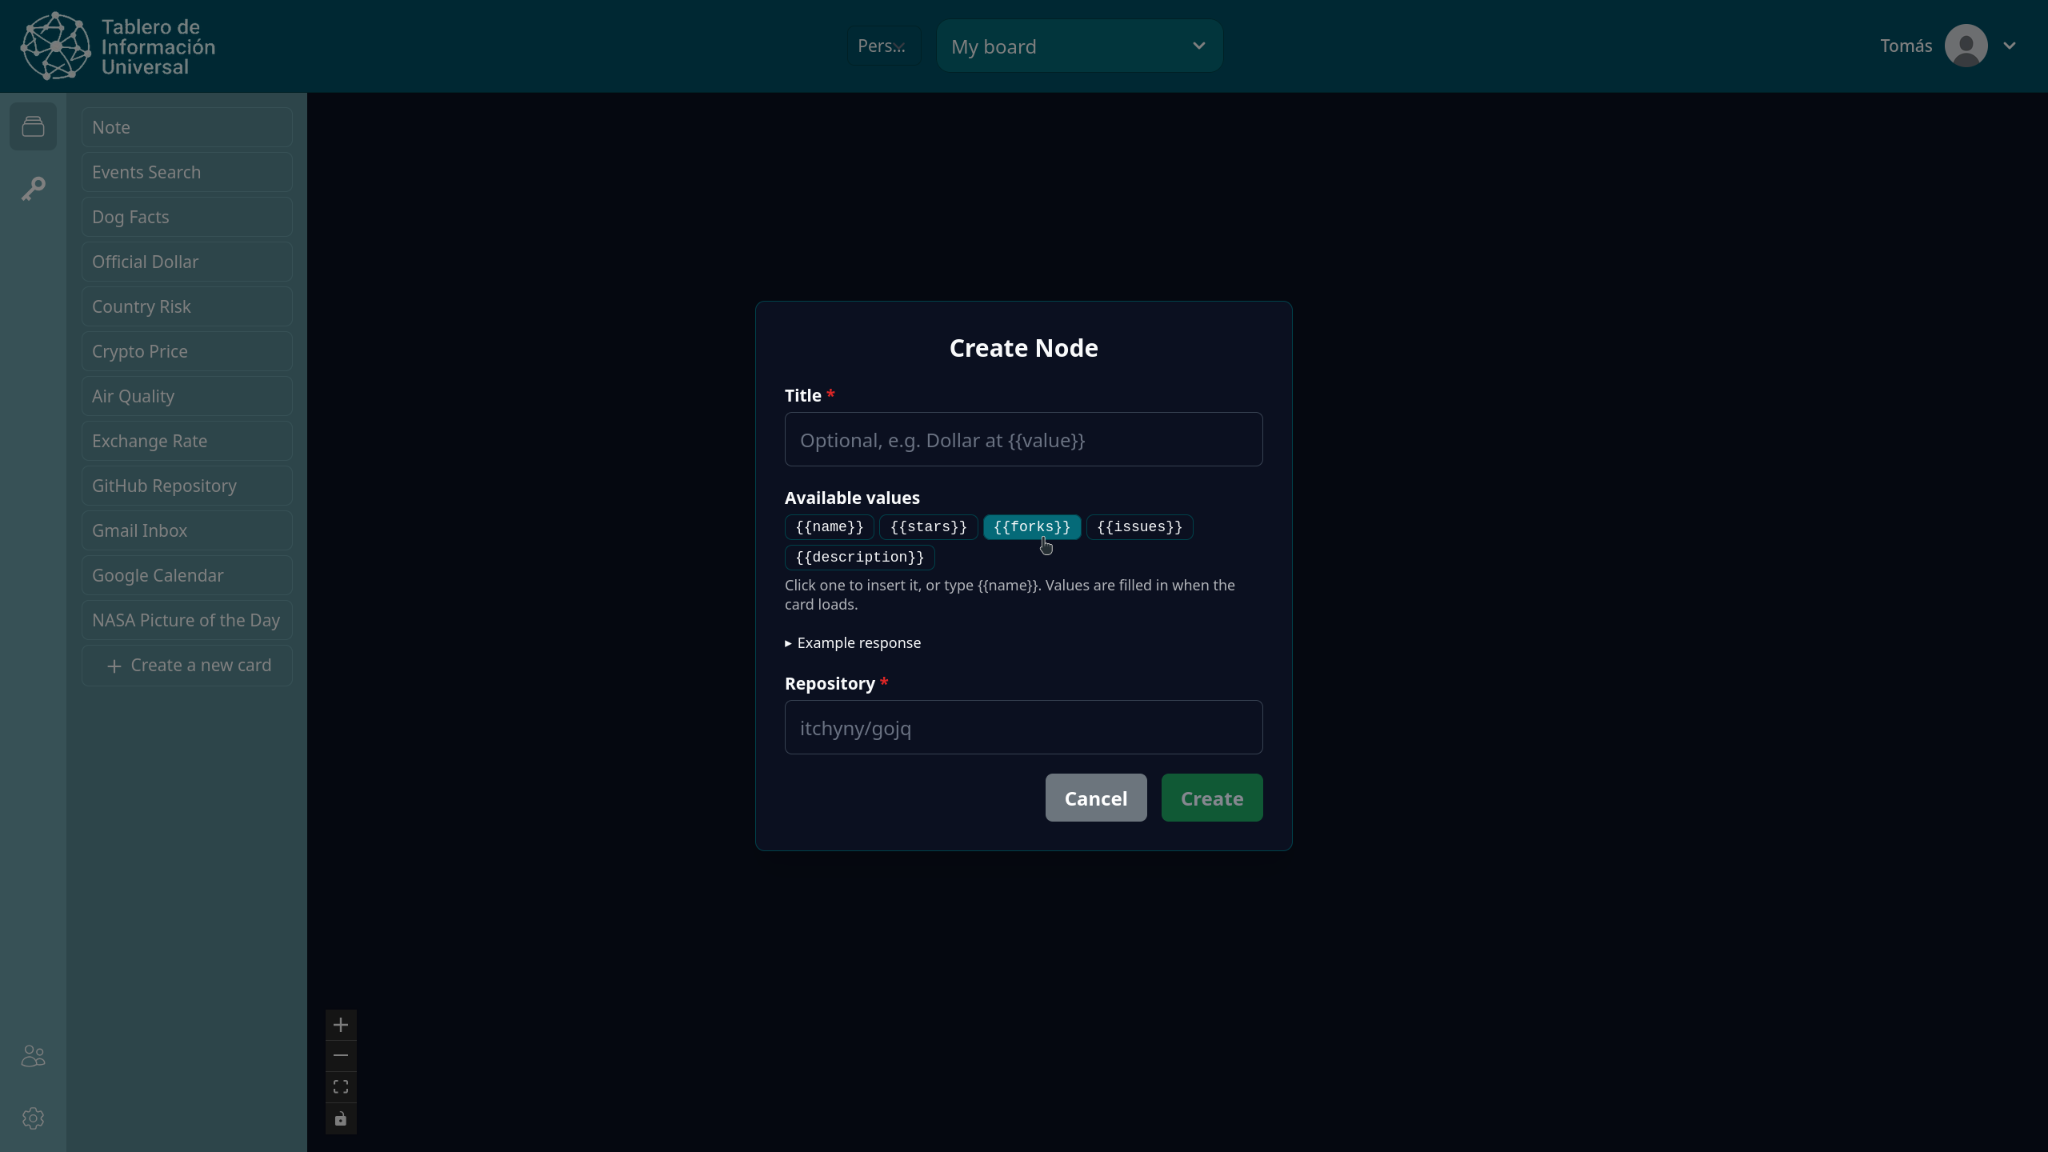 Tablero de
Información
Universal
Pers...
My board
Tomás
Note
Events Search
Dog Facts
Official Dollar
Country Risk
Crypto Price
Air Quality
Exchange Rate
GitHub Repository
Gmail Inbox
Google Calendar
NASA Picture of the Day
+ Create a new card
Create Node
Title *
Optional, e.g. Dollar at {{value}}
Available values
{{name}} {{stars}} {{forks}} {{issues}}
{{description}}
Click one to insert it, or type {{name}}. Values are filled in when the
card loads.
▸ Example response
Repository *
itchyny/gojq
Cancel Create